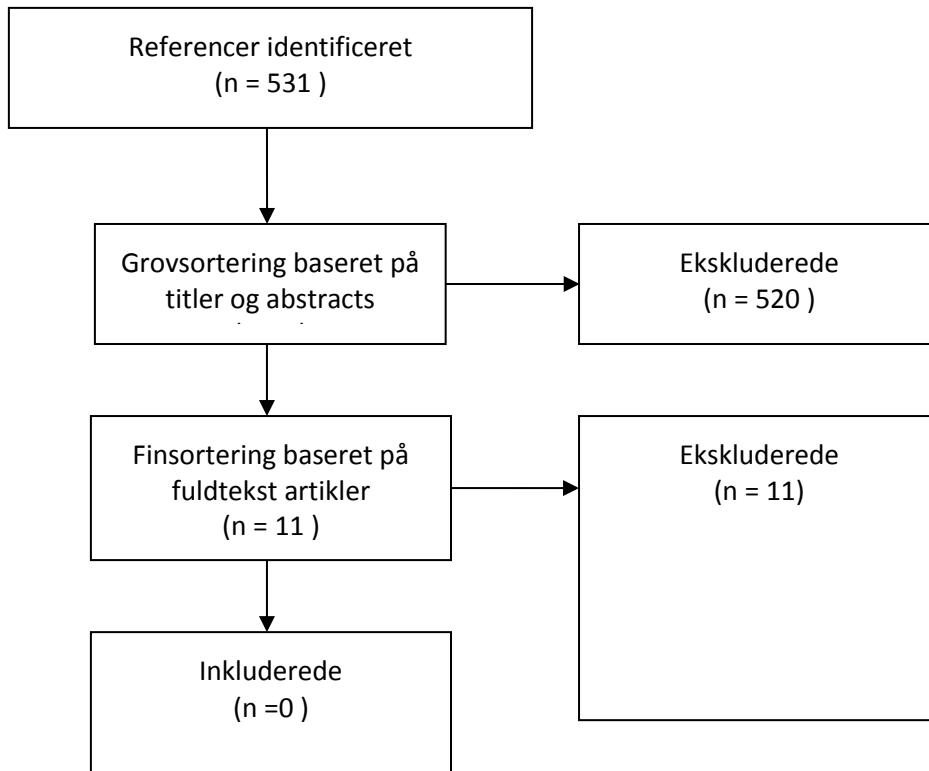 Referencer identificeret
(n = 531 )
Grovsortering baseret på
titler og abstracts
Ekskluderede
(n = 520 )
Finsortering baseret på
fuldtekst artikler
(n = 11 )
Ekskluderede
(n = 11)
Inkluderede
(n =0 )